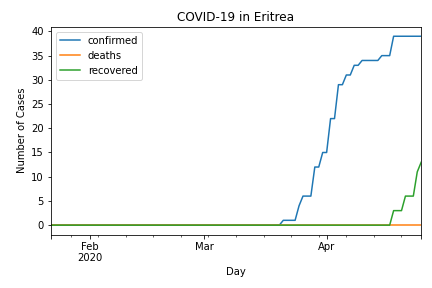 COVID-19 in Eritrea
confirmed
deaths
recovered
Number of Cases
40
35
30
25
20
15
10
5
0
Feb
2020
Mar
Apr
Day